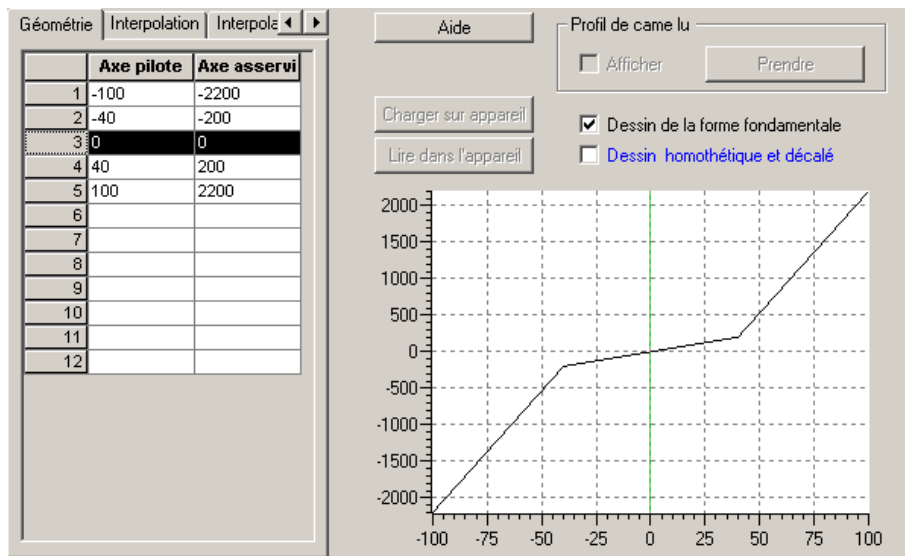 Géométrie Interpolation Interpola
Axe pilote Axe asservi
1 -100 -2200
2 -40 -200
3 0 0
4 40 200
5 100 2200
6
7
8
9
10
11
12
Aide
Profil de came lu
Afficher Prendre
Charger sur appareil
Lire dans l'appareil
Dessin de la forme fondamentale
Dessin homothétique et décalé
2000
1500
1000
500
0
-500
-1000
-1500
-2000
-100 -75 -50 -25 0 25 50 75 100